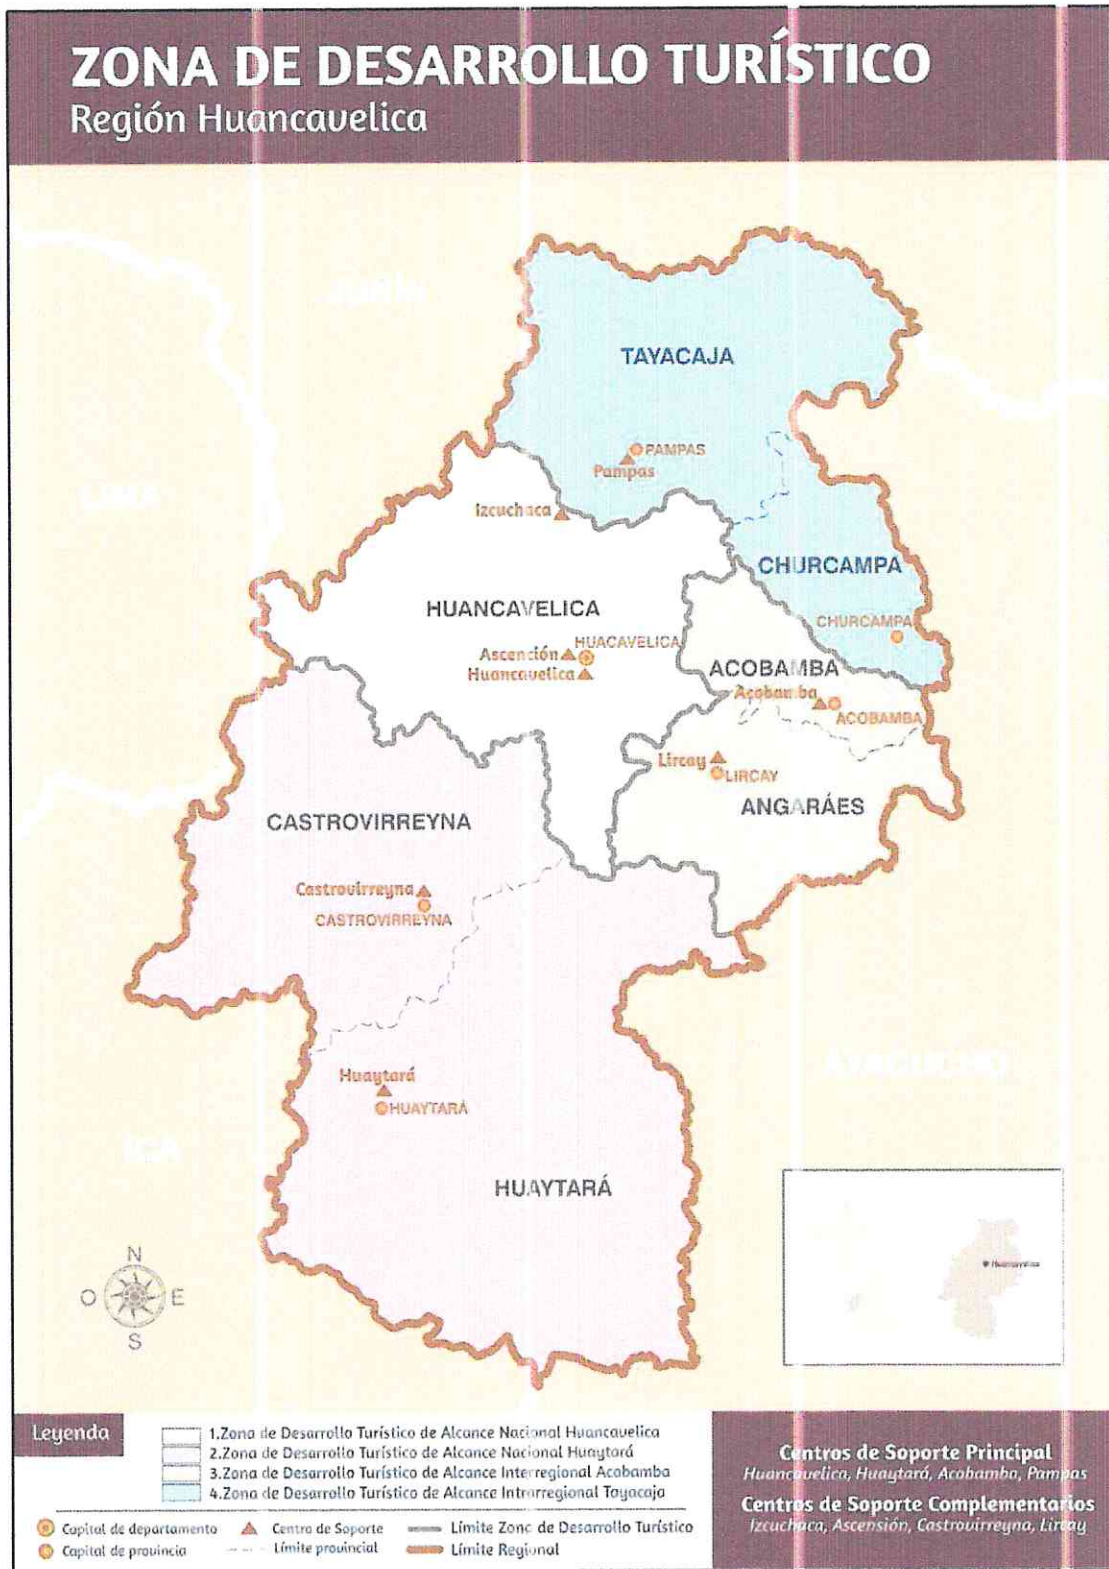 ZONA DE DESARROLLO TURÍSTICO
Región Huancavelica
JUNÍN
LIMA
TAYACAJA
PAMPAS
Pampas
Izcuchaca
CHURCAMPA
HUANCAVELICA
CHURCAMPA
HUACAVELICA
Ascención
Huancavelica
ACOBAMBA
Acobamba
ACOBAMBA
Lircay
LIRCAY
ANGARÁES
CASTROVIRREYNA
Castrovirreyna
CASTROVIRREYNA
AYACUCHO
Huaytará
HUAYTARÁ
ICA
HUAYTARÁ
N
O E
S
Huancavelica
Leyenda
1.Zona de Desarrollo Turístico de Alcance Nacional Huancavelica
2.Zona de Desarrollo Turístico de Alcance Nacional Huaytará
3.Zona de Desarrollo Turístico de Alcance Interregional Acobamba
4.Zona de Desarrollo Turístico de Alcance Intrarregional Tayacaja
Capital de departamento Centro de Soporte Límite Zona de Desarrollo Turístico
Capital de provincia Límite provincial Límite Regional
Centros de Soporte Principal
Huancavelica, Huaytará, Acobamba, Pampas
Centros de Soporte Complementarios
Izcuchaca, Ascensión, Castrovirreyna, Lircay